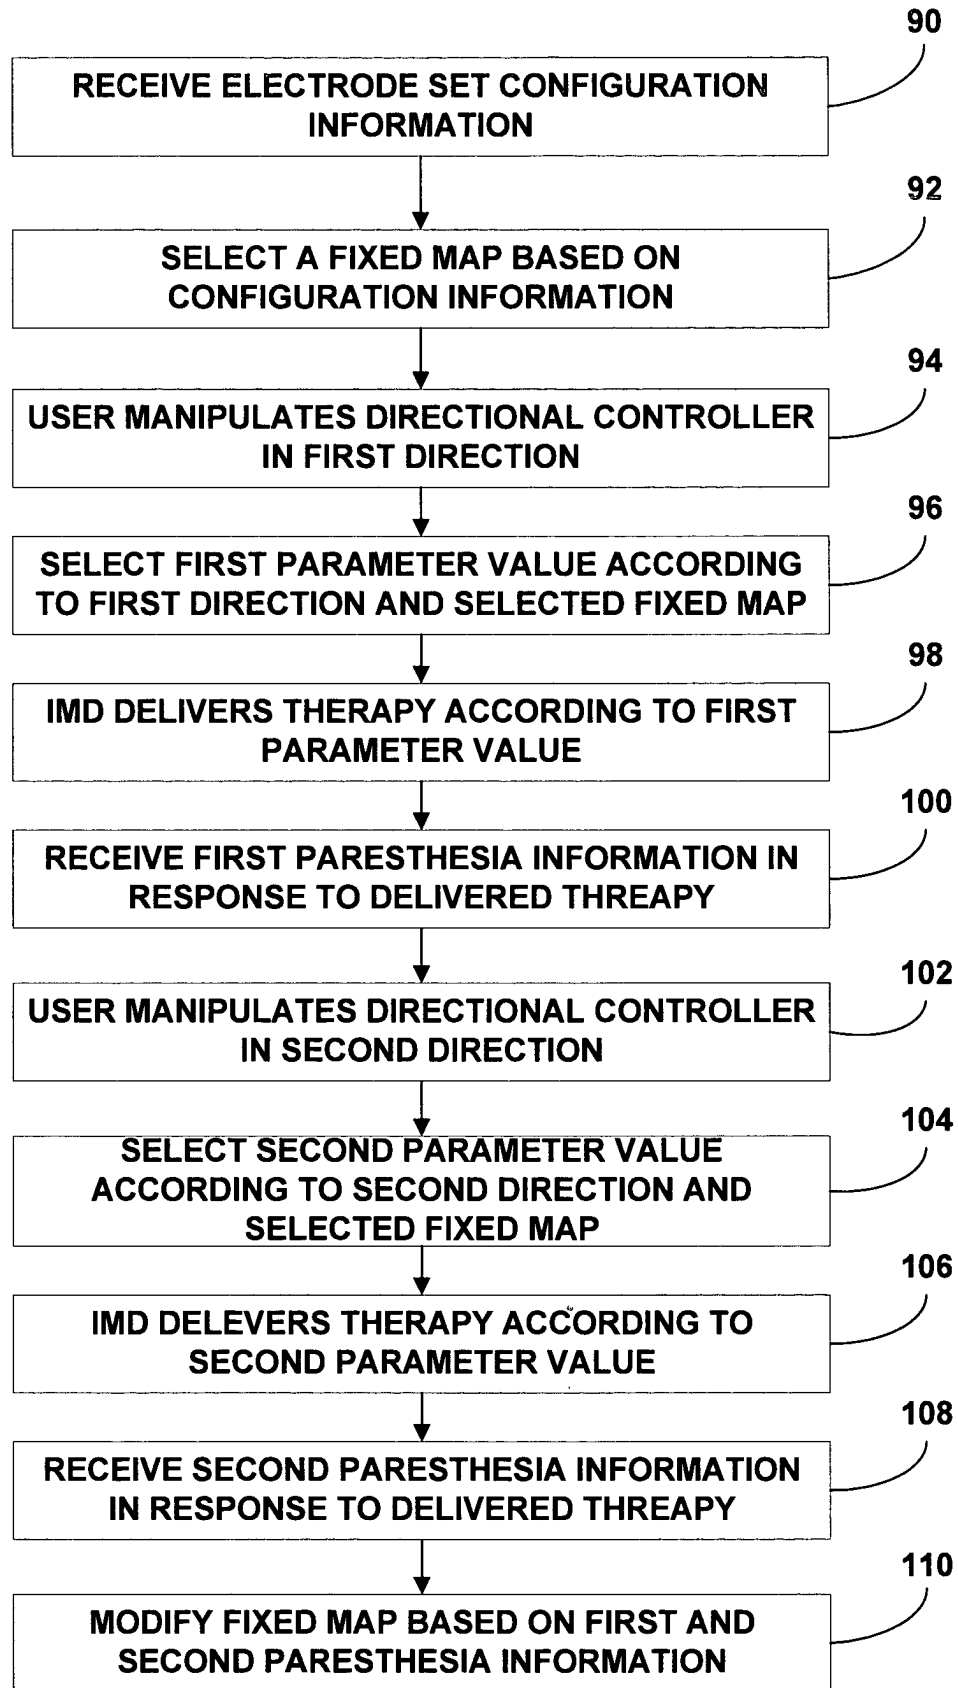 90
RECEIVE ELECTRODE SET CONFIGURATION
INFORMATION
92
SELECT A FIXED MAP BASED ON
CONFIGURATION INFORMATION
94
USER MANIPULATES DIRECTIONAL CONTROLLER
IN FIRST DIRECTION
96
SELECT FIRST PARAMETER VALUE ACCORDING
TO FIRST DIRECTION AND SELECTED FIXED MAP
98
IMD DELIVERS THERAPY ACCORDING TO FIRST
PARAMETER VALUE
100
RECEIVE FIRST PARESTHESIA INFORMATION IN
RESPONSE TO DELIVERED THREAPY
102
USER MANIPULATES DIRECTIONAL CONTROLLER
IN SECOND DIRECTION
104
SELECT SECOND PARAMETER VALUE
ACCORDING TO SECOND DIRECTION AND
SELECTED FIXED MAP
106
IMD DELEVERS THERAPY ACCORDING TO
SECOND PARAMETER VALUE
108
RECEIVE SECOND PARESTHESIA INFORMATION
IN RESPONSE TO DELIVERED THREAPY
110
MODIFY FIXED MAP BASED ON FIRST AND
SECOND PARESTHESIA INFORMATION